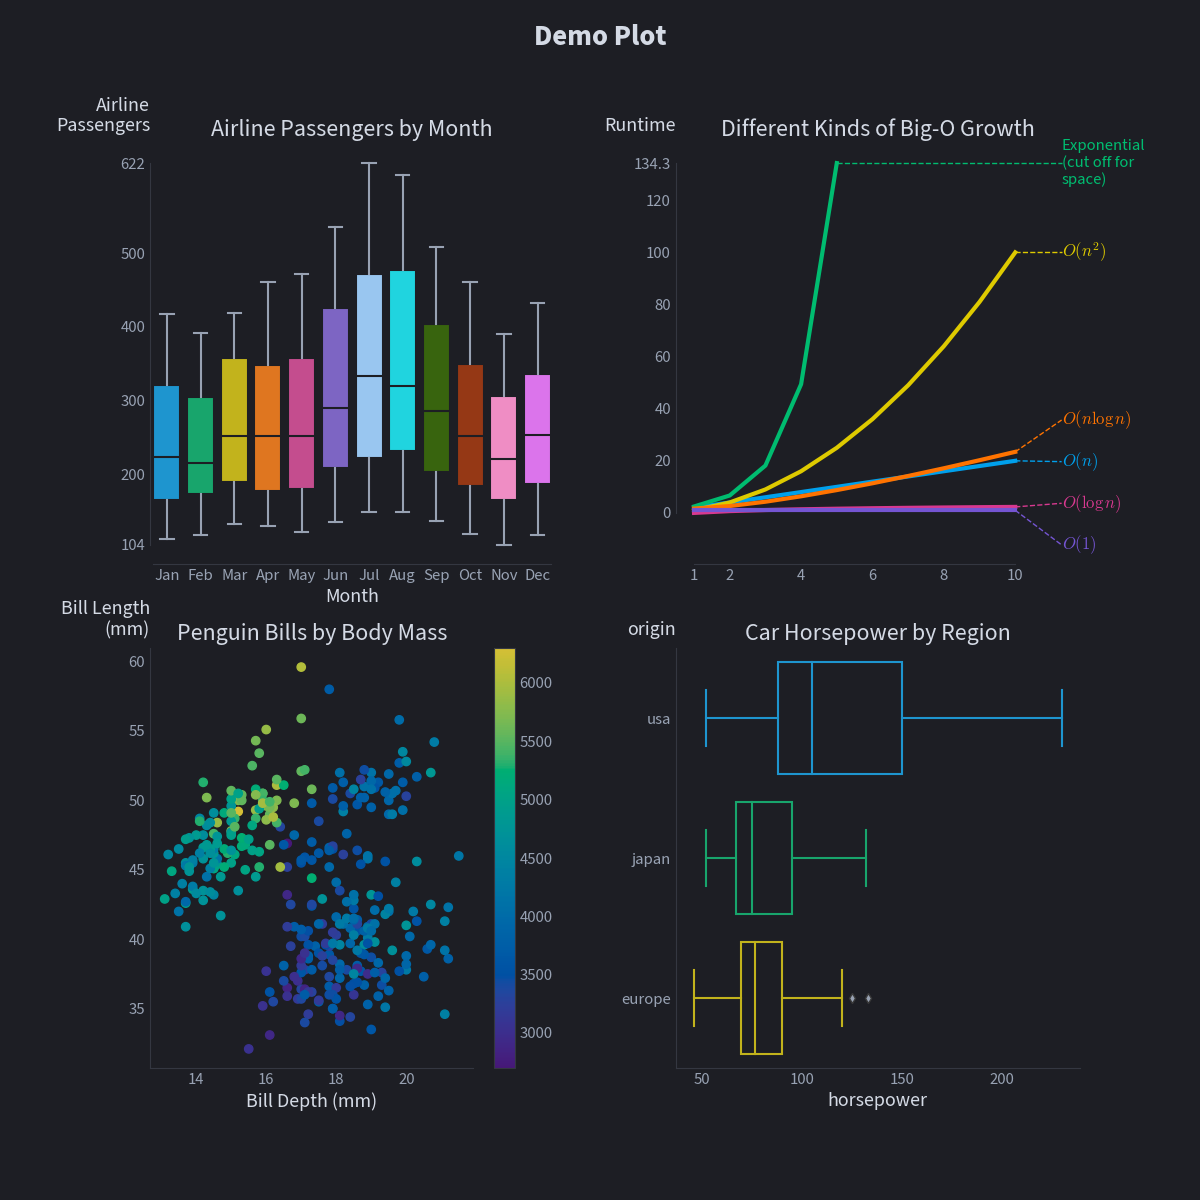 Demo Plot
Airline
Passengers
Airline Passengers by Month
622
500
400
300
200
104
Jan Feb Mar Apr May Jun Jul Aug Sep Oct Nov Dec
Month
Runtime
Different Kinds of Big-O Growth
134.3
120
100
80
60
40
20
0
1 2 4 6 8 10
Exponential
(cut off for
space)
O(n²)
O(n log n)
O(n)
O(log n)
O(1)
Bill Length
(mm)
Penguin Bills by Body Mass
60
55
50
45
40
35
14 16 18 20
Bill Depth (mm)
6000
5500
5000
4500
4000
3500
3000
origin
Car Horsepower by Region
usa
japan
europe
50 100 150 200
horsepower